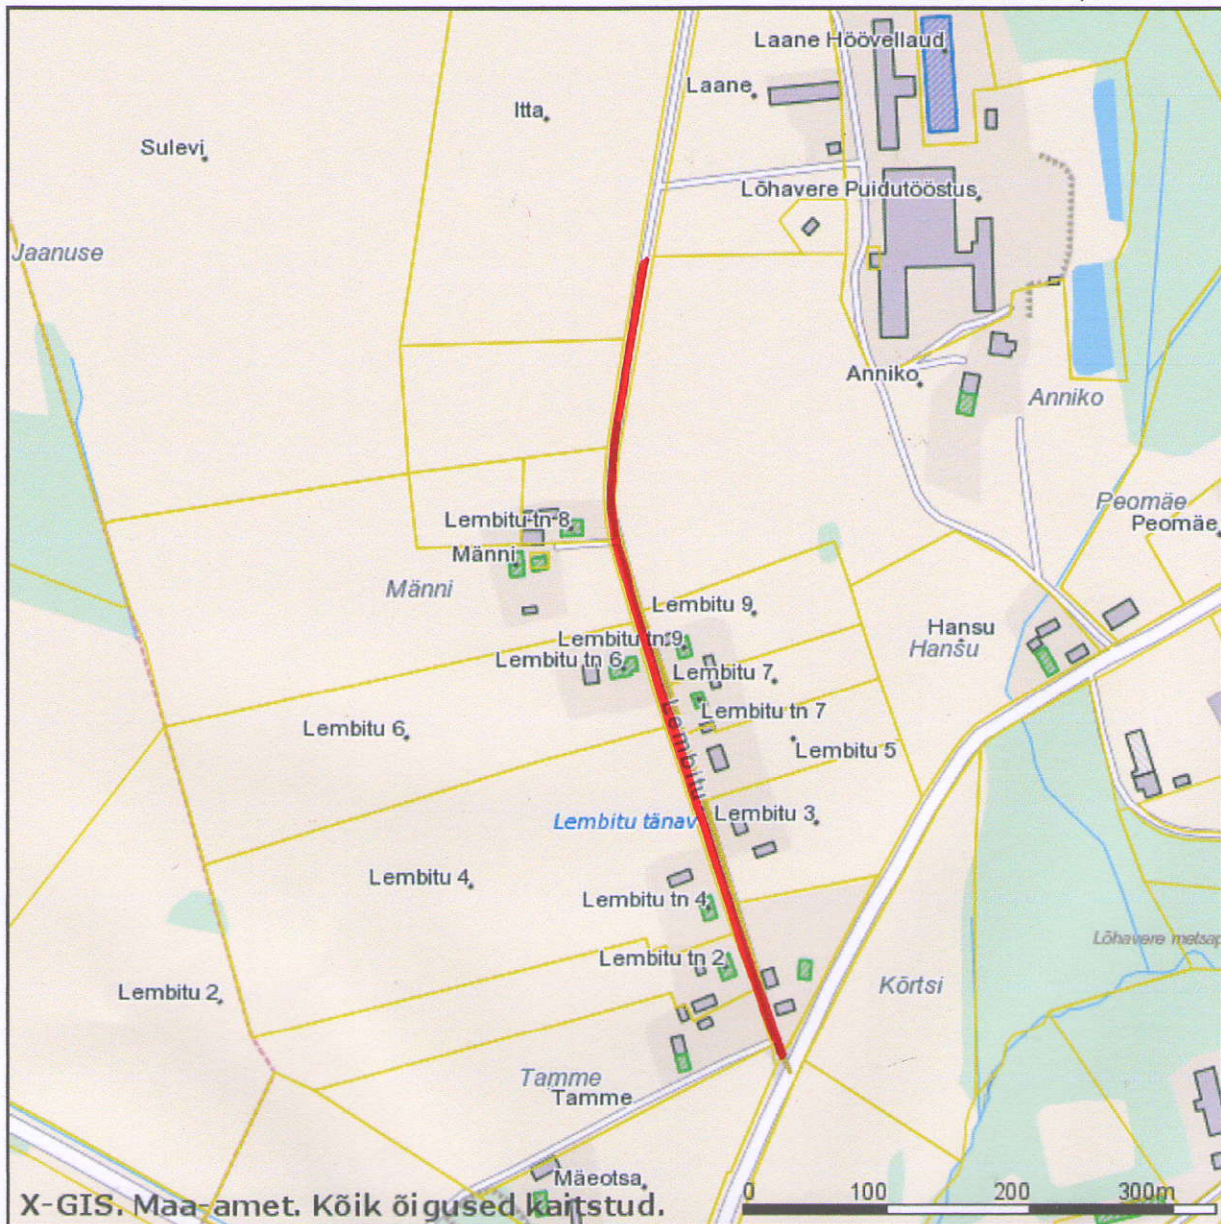 Laane Höövellaud
Laane
Itta
Sulevi
Lõhavere Puidutööstus
Jaanuse
Anniko
Anniko
Peomäe
Peomäe
Lembitu tn 8
Männi
Männi
Lembitu 9
Lembitu tn 9
Lembitu tn 6
Hansu
Hansu
Lembitu 7
Lembitu tn 7
Lembitu 6
Lembitu
Lembitu 5
Lembitu tänav
Lembitu 3
Lembitu 4
Lembitu tn 4
Lõhavere metsap
Lembitu tn 2
Lembitu 2
Kõrtsi
Tamme
Tamme
Mäeotsa
X-GIS. Maa-amet. Kõik õigused kaitstud.
0 100 200 300m